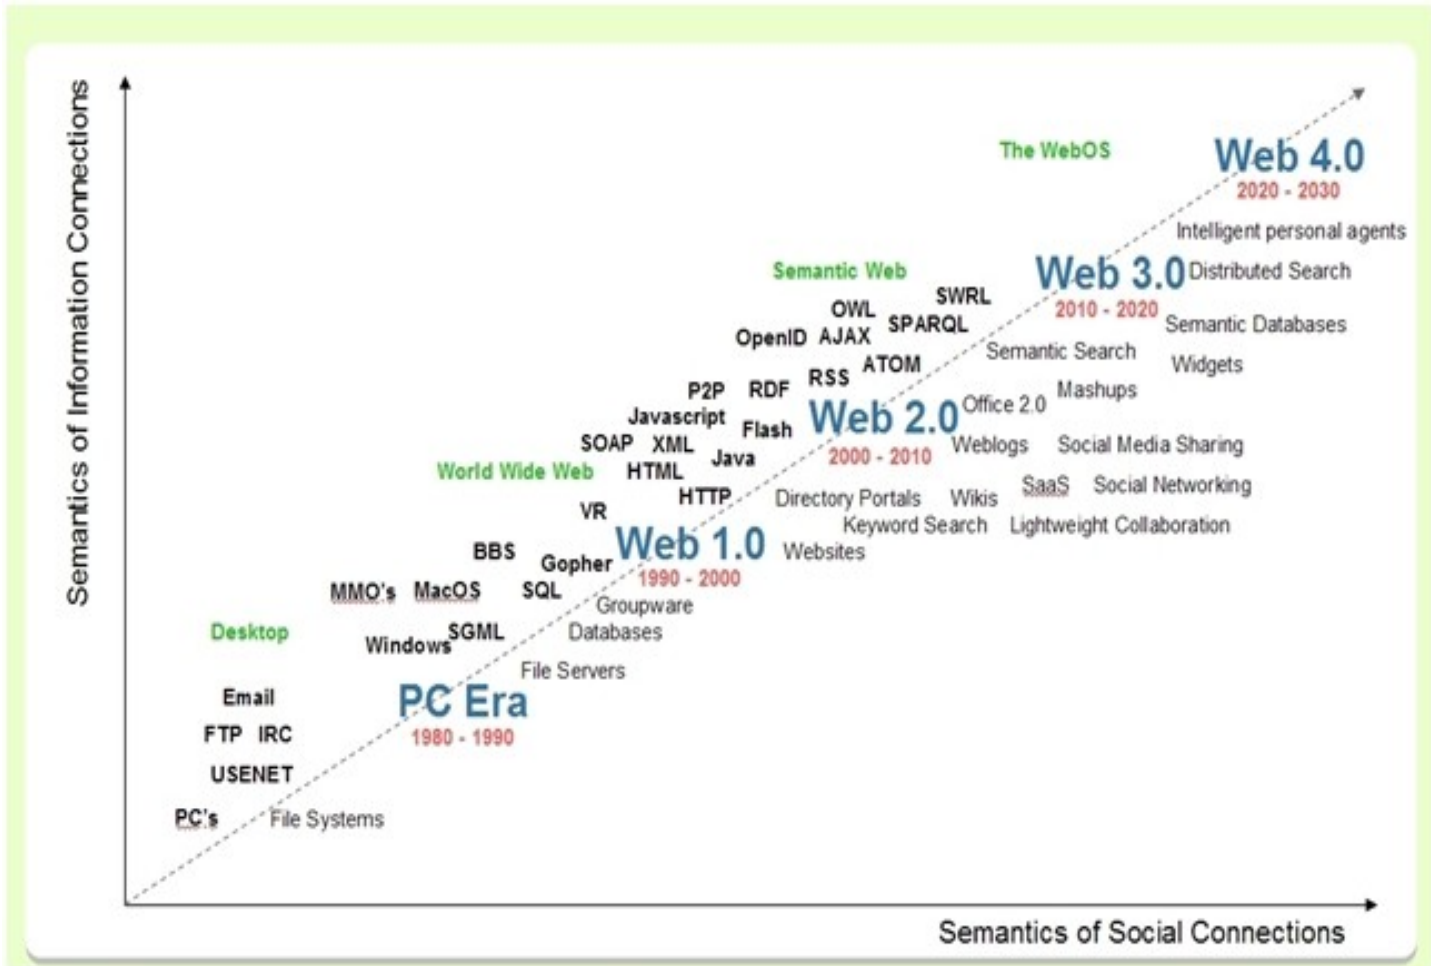 Semantics of Information Connections
The WebOS
Web 4.0
2020 - 2030
Intelligent personal agents
Semantic Web
Web 3.0
Distributed Search
2010 - 2020
SWRL
OWL
SPARQL
Semantic Databases
OpenID
AJAX
Semantic Search
ATOM
Widgets
RSS
P2P
RDF
Mashups
Office 2.0
Javascript
Web 2.0
Flash
2000 - 2010
SOAP
XML
Weblogs
Social Media Sharing
Java
World Wide Web
HTML
SaaS
Social Networking
HTTP
Directory Portals
Wikis
VR
Keyword Search
Lightweight Collaboration
Web 1.0
Websites
1990 - 2000
BBS
Gopher
MMO's
MacOS
SQL
Groupware
Desktop
SGML
Databases
Windows
File Servers
Email
PC Era
1980 - 1990
FTP
IRC
USENET
PC's
File Systems
Semantics of Social Connections